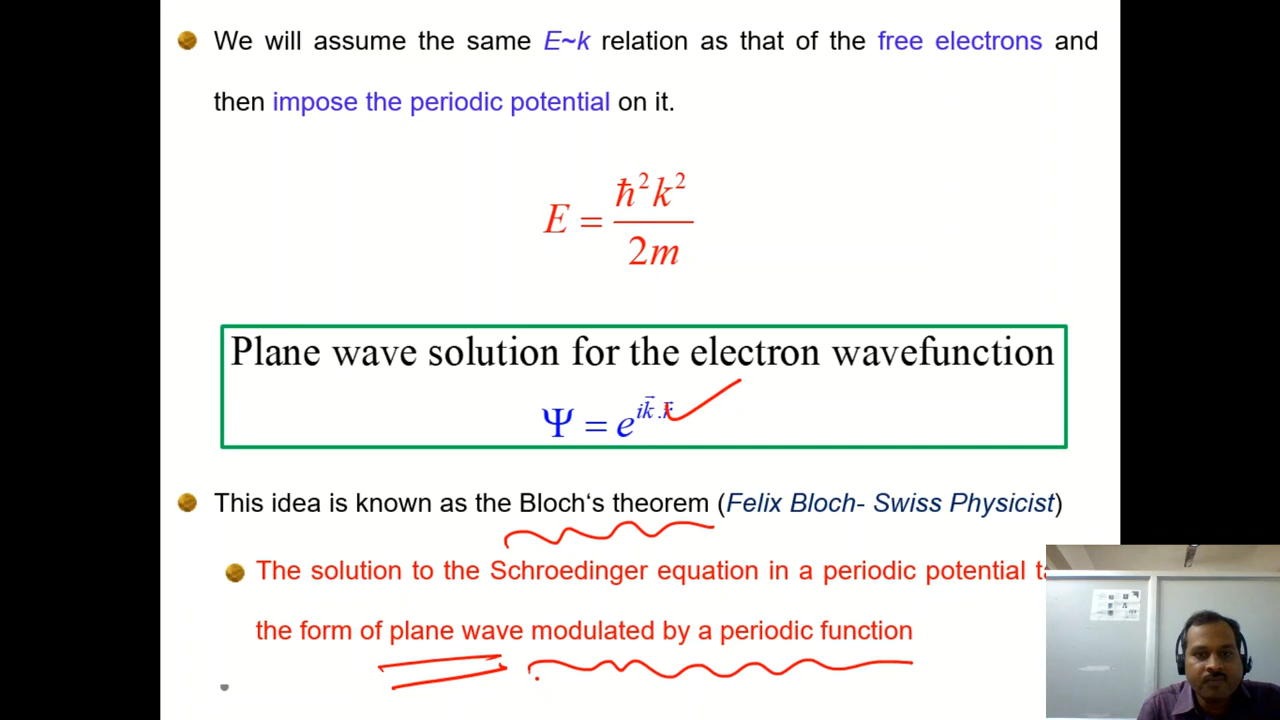 We will assume the same E~k relation as that of the free electrons and
then impose the periodic potential on it.
E = ħ²k² / 2m
Plane wave solution for the electron wavefunction
Ψ = e^{i\vec{k}.\vec{r}}
This idea is known as the Bloch‘s theorem (Felix Bloch- Swiss Physicist)
The solution to the Schroedinger equation in a periodic potential
the form of plane wave modulated by a periodic function